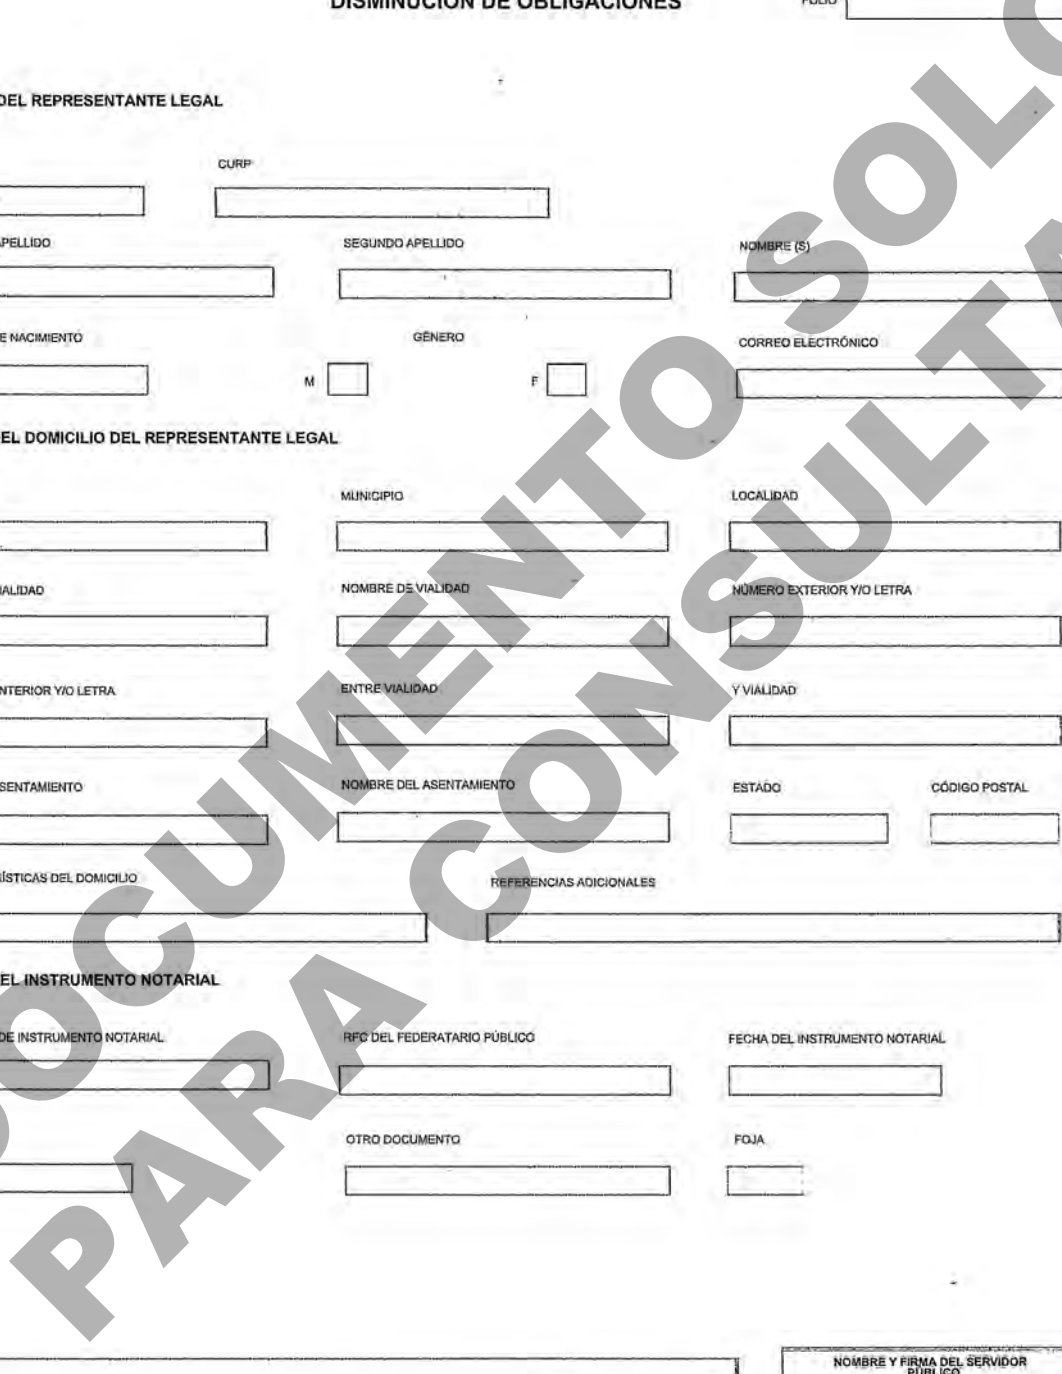 DISMINUCIÓN DE OBLIGACIONES
FOLIO
DEL REPRESENTANTE LEGAL
CURP
APELLIDO SEGUNDO APELLIDO NOMBRE (S)
E NACIMIENTO GÉNERO CORREO ELECTRÓNICO
M F
EL DOMICILIO DEL REPRESENTANTE LEGAL
MUNICIPIO LOCALIDAD
IALIDAD NOMBRE DE VIALIDAD NÚMERO EXTERIOR Y/O LETRA
NTERIOR Y/O LETRA ENTRE VIALIDAD Y VIALIDAD
SENTAMIENTO NOMBRE DEL ASENTAMIENTO ESTADO CÓDIGO POSTAL
ÍSTICAS DEL DOMICILIO REFERENCIAS ADICIONALES
EL INSTRUMENTO NOTARIAL
DE INSTRUMENTO NOTARIAL RFC DEL FEDERATARIO PÚBLICO FECHA DEL INSTRUMENTO NOTARIAL
OTRO DOCUMENTO FOJA
NOMBRE Y FIRMA DEL SERVIDOR
PÚBLICO
DOCUMENTO SOLO
PARA CONSULTA